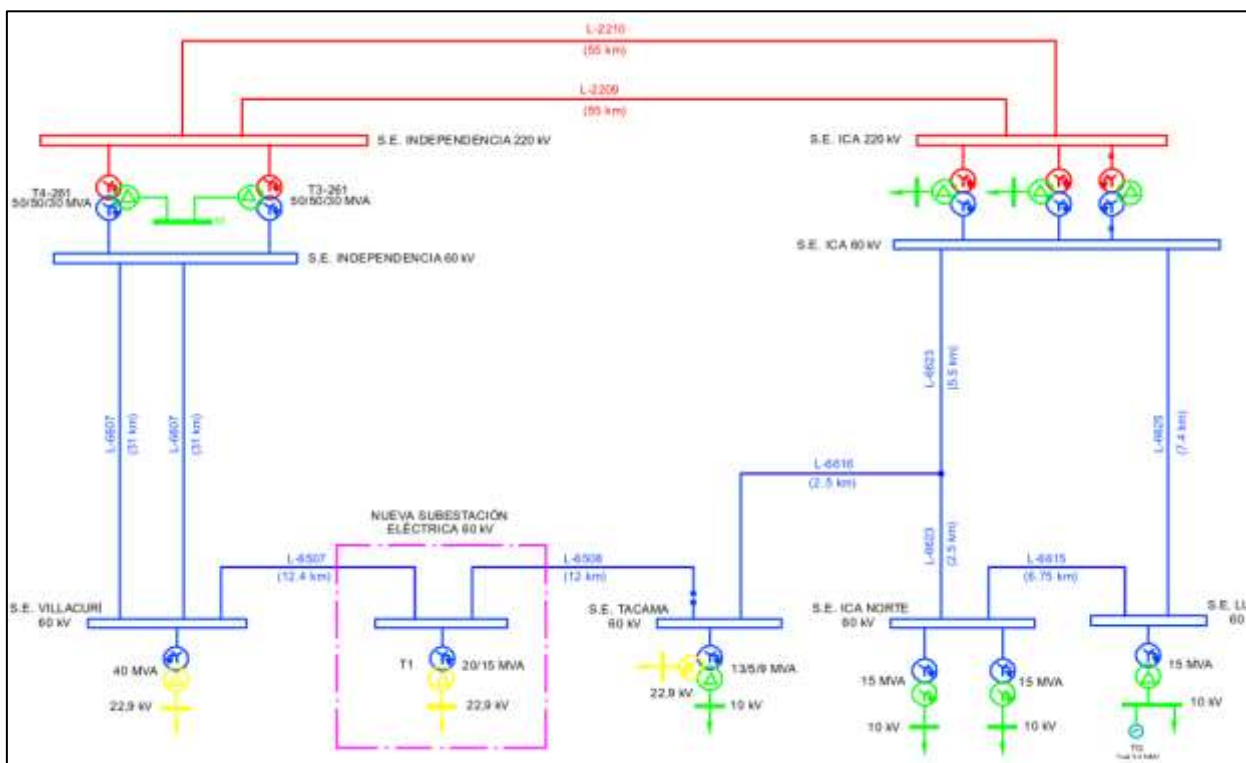 L-2210
(55 km)
L-2209
(55 km)
S.E. INDEPENDENCIA 220 kV
S.E. ICA 220 kV
T4-261
50/50/30 MVA
T3-261
50/50/30 MVA
S.E. INDEPENDENCIA 60 kV
S.E. ICA 60 kV
L-6607
(31 km)
L-6607
(31 km)
L-6623
(5.5 km)
L-6625
(7.4 km)
L-6616
(2.5 km)
L-6623
(2.5 km)
NUEVA SUBESTACIÓN
ELÉCTRICA 60 kV
L-6507
(12.4 km)
L-6508
(12 km)
L-6615
(6.75 km)
S.E. VILLACURÍ
60 kV
S.E. TACAMA
60 kV
S.E. ICA NORTE
60 kV
S.E. LU
60
40 MVA
22,9 kV
T1
20/15 MVA
22,9 kV
13/5/9 MVA
22,9 kV
10 kV
15 MVA
10 kV
15 MVA
10 kV
15 MVA
10 kV